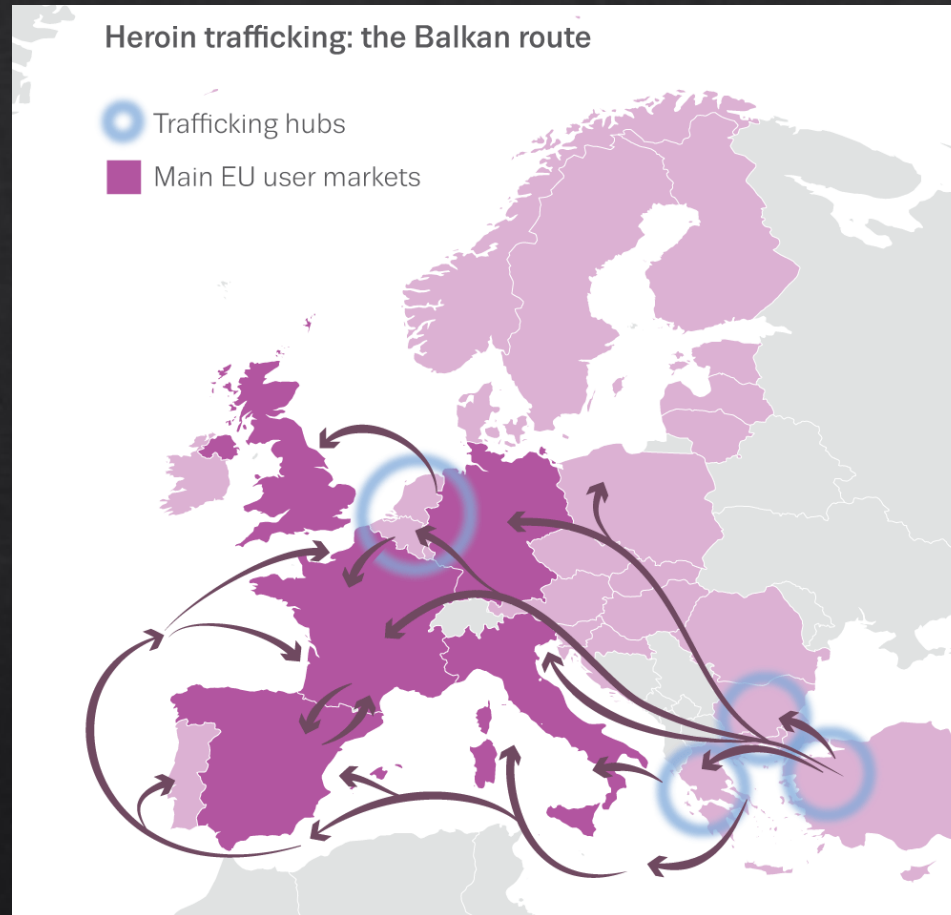 Heroin trafficking: the Balkan route
Trafficking hubs
Main EU user markets